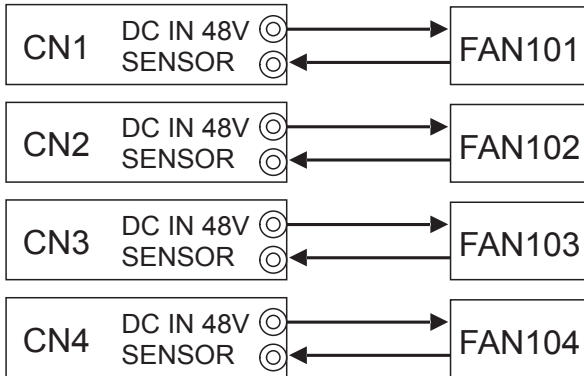 CN1 DC IN 48V FAN101
SENSOR
CN2 DC IN 48V FAN102
SENSOR
CN3 DC IN 48V FAN103
SENSOR
CN4 DC IN 48V FAN104
SENSOR